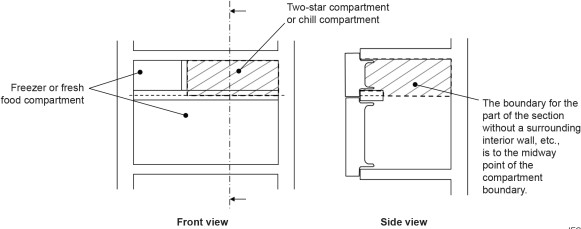 Two-star compartment
or chill compartment
Freezer or fresh
food compartment
The boundary for the
part of the section
without a surrounding
interior wall, etc.,
is to the midway
point of the
compartment
boundary.
Front view
Side view